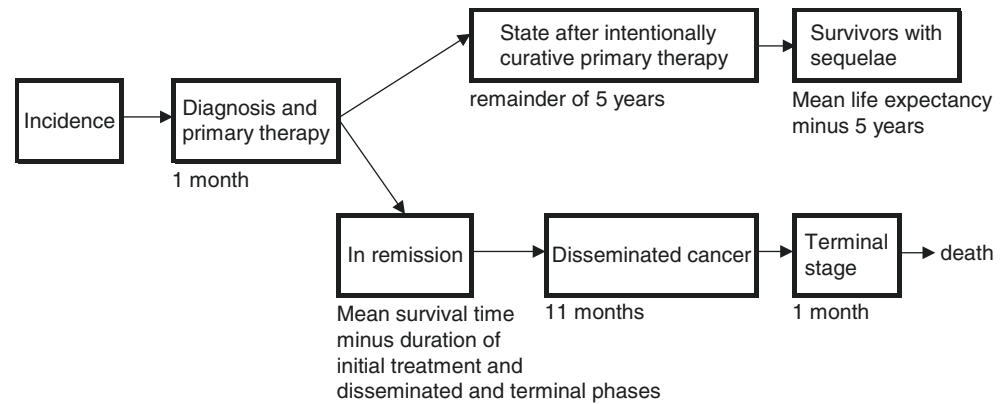 Incidence
Diagnosis and
primary therapy
1 month
State after intentionally
curative primary therapy
remainder of 5 years
Survivors with
sequelae
Mean life expectancy
minus 5 years
In remission
Mean survival time
minus duration of
initial treatment and
disseminated and terminal phases
Disseminated cancer
11 months
Terminal
stage
1 month
death